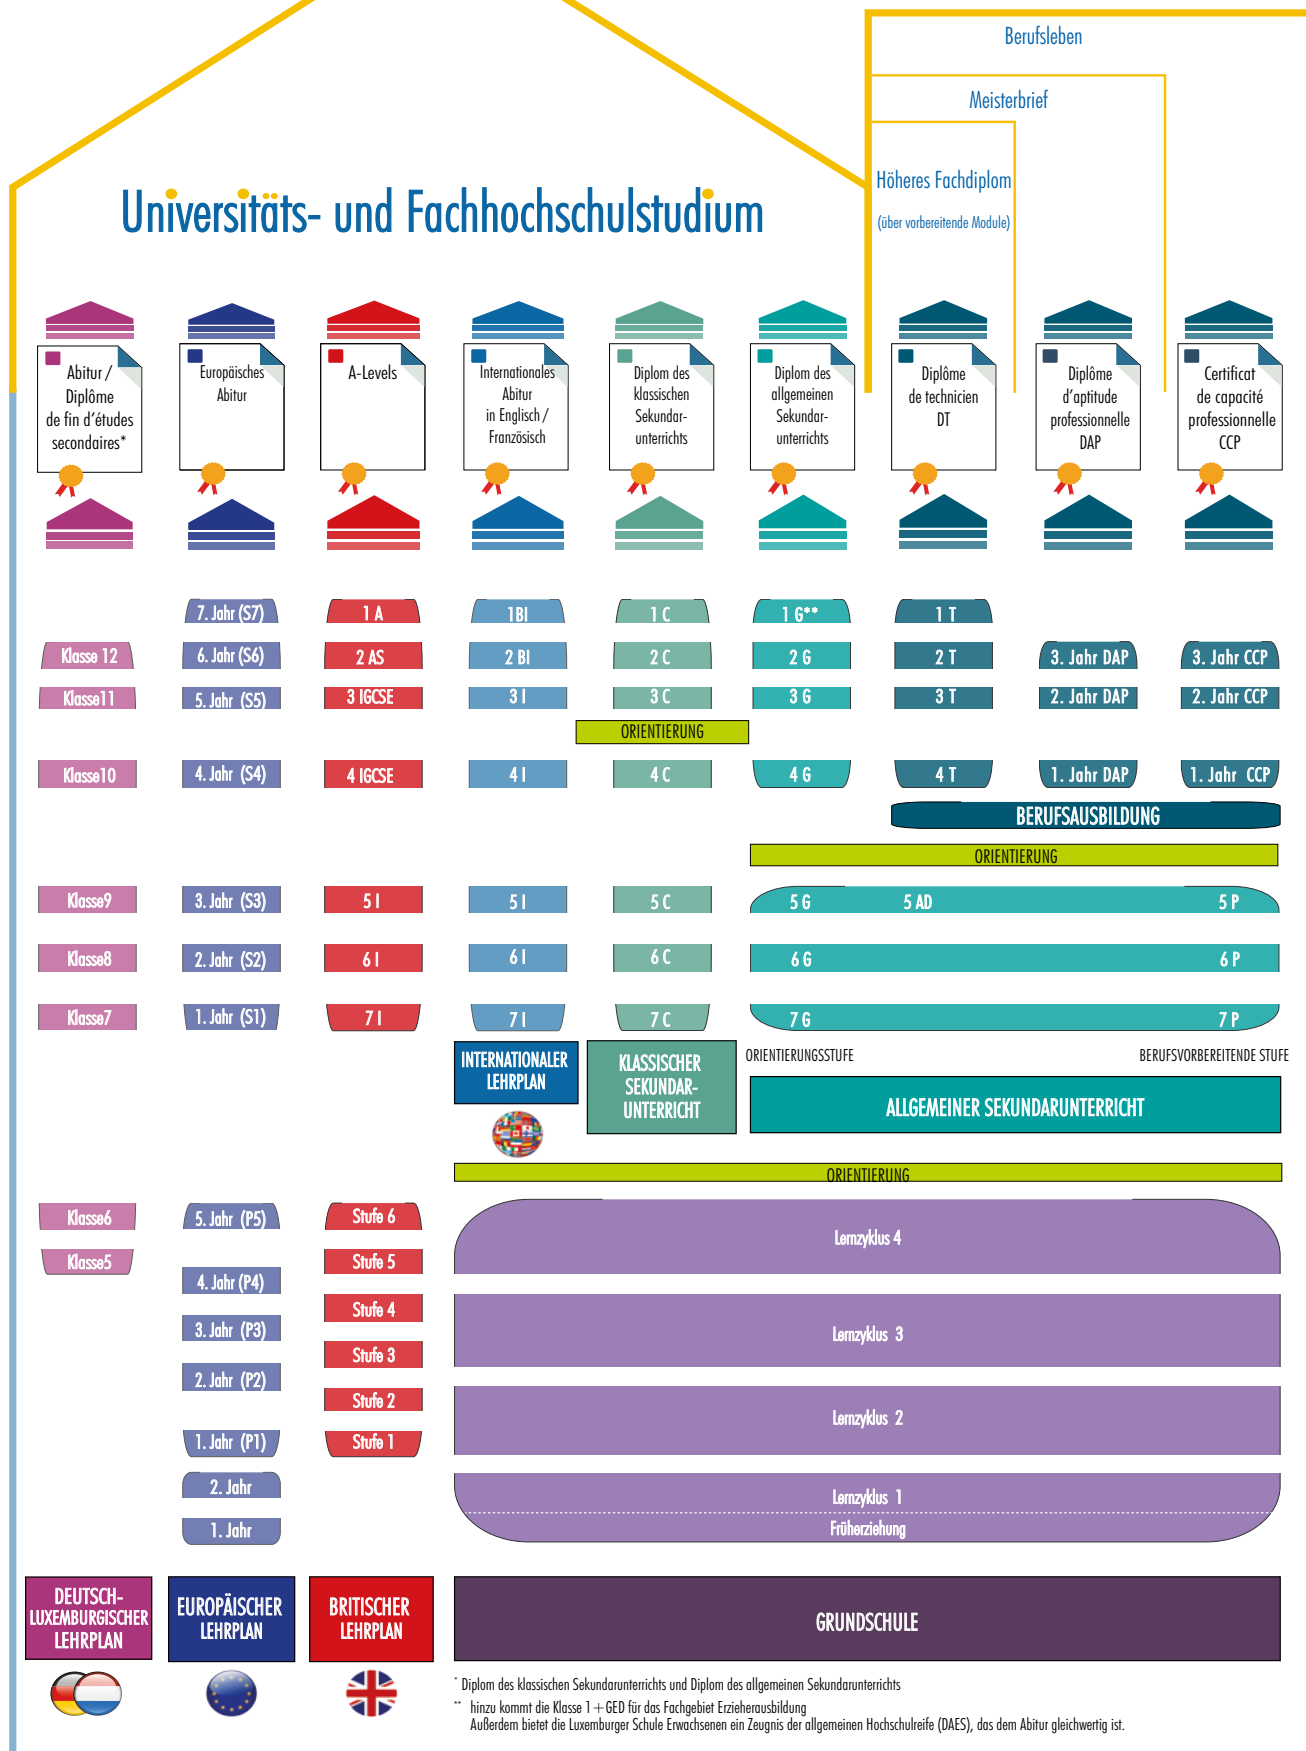 Berufsleben
Meisterbrief
Höheres Fachdiplom
(über vorbereitende Module)
Universitäts- und Fachhochschulstudium
Abitur /
Diplôme
de fin d'études
secondaires*
Europäisches
Abitur
A-Levels
Internationales
Abitur
in Englisch /
Französisch
Diplom des
klassischen
Sekundar-
unterrichts
Diplom des
allgemeinen
Sekundar-
unterrichts
Diplôme
de technicien
DT
Diplôme
d'aptitude
professionnelle
DAP
Certificat
de capacité
professionnelle
CCP
7. Jahr (S7) 1 A 1BI 1 C 1 G** 1 T
Klasse 12 6. Jahr (S6) 2 AS 2 BI 2 C 2 G 2 T 3. Jahr DAP 3. Jahr CCP
Klasse11 5. Jahr (S5) 3 IGCSE 3 I 3 C 3 G 3 T 2. Jahr DAP 2. Jahr CCP
ORIENTIERUNG
Klasse10 4. Jahr (S4) 4 IGCSE 4 I 4 C 4 G 4 T 1. Jahr DAP 1. Jahr CCP
BERUFSAUSBILDUNG
ORIENTIERUNG
Klasse9 3. Jahr (S3) 5 I 5 I 5 C 5 G 5 AD 5 P
Klasse8 2. Jahr (S2) 6 I 6 I 6 C 6 G 6 P
Klasse7 1. Jahr (S1) 7 I 7 I 7 C 7 G 7 P
INTERNATIONALER
LEHRPLAN
KLASSISCHER
SEKUNDAR-
UNTERRICHT
ORIENTIERUNGSSTUFE BERUFSVORBEREITENDE STUFE
ALLGEMEINER SEKUNDARUNTERRICHT
ORIENTIERUNG
Klasse6 5. Jahr (P5) Stufe 6
Lernzyklus 4
Klasse5 Stufe 5
4. Jahr (P4)
Stufe 4
3. Jahr (P3)
Lernzyklus 3
Stufe 3
2. Jahr (P2)
Stufe 2
Lernzyklus 2
1. Jahr (P1) Stufe 1
2. Jahr
Lernzyklus 1
1. Jahr
Früherziehung
DEUTSCH-
LUXEMBURGISCHER
LEHRPLAN
EUROPÄISCHER
LEHRPLAN
BRITISCHER
LEHRPLAN
GRUNDSCHULE
* Diplom des klassischen Sekundarunterrichts und Diplom des allgemeinen Sekundarunterrichts
** hinzu kommt die Klasse 1+GED für das Fachgebiet Erzieherausbildung
Außerdem bietet die Luxemburger Schule Erwachsenen ein Zeugnis der allgemeinen Hochschulreife (DAES), das dem Abitur gleichwertig ist.